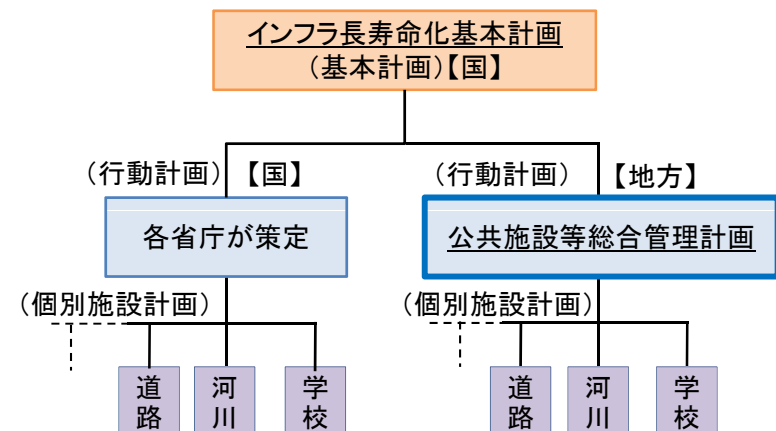 インフラ長寿命化基本計画
（基本計画）【国】
（行動計画）【国】
（行動計画）【地方】
各省庁が策定
公共施設等総合管理計画
（個別施設計画）
（個別施設計画）
道路
河川
学校
道路
河川
学校